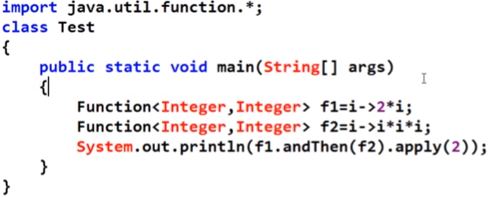 import java.util.function.*;
class Test
{
public static void main(String[] args)
{
Function<Integer,Integer> f1=i->2*i;
Function<Integer,Integer> f2=i->i*i*i;
System.out.println(f1.andThen(f2).apply(2));
}
}